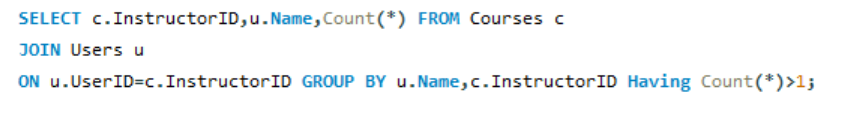 SELECT c.InstructorID,u.Name,Count(*) FROM Courses c
JOIN Users u
ON u.UserID=c.InstructorID GROUP BY u.Name,c.InstructorID Having Count(*)>1;